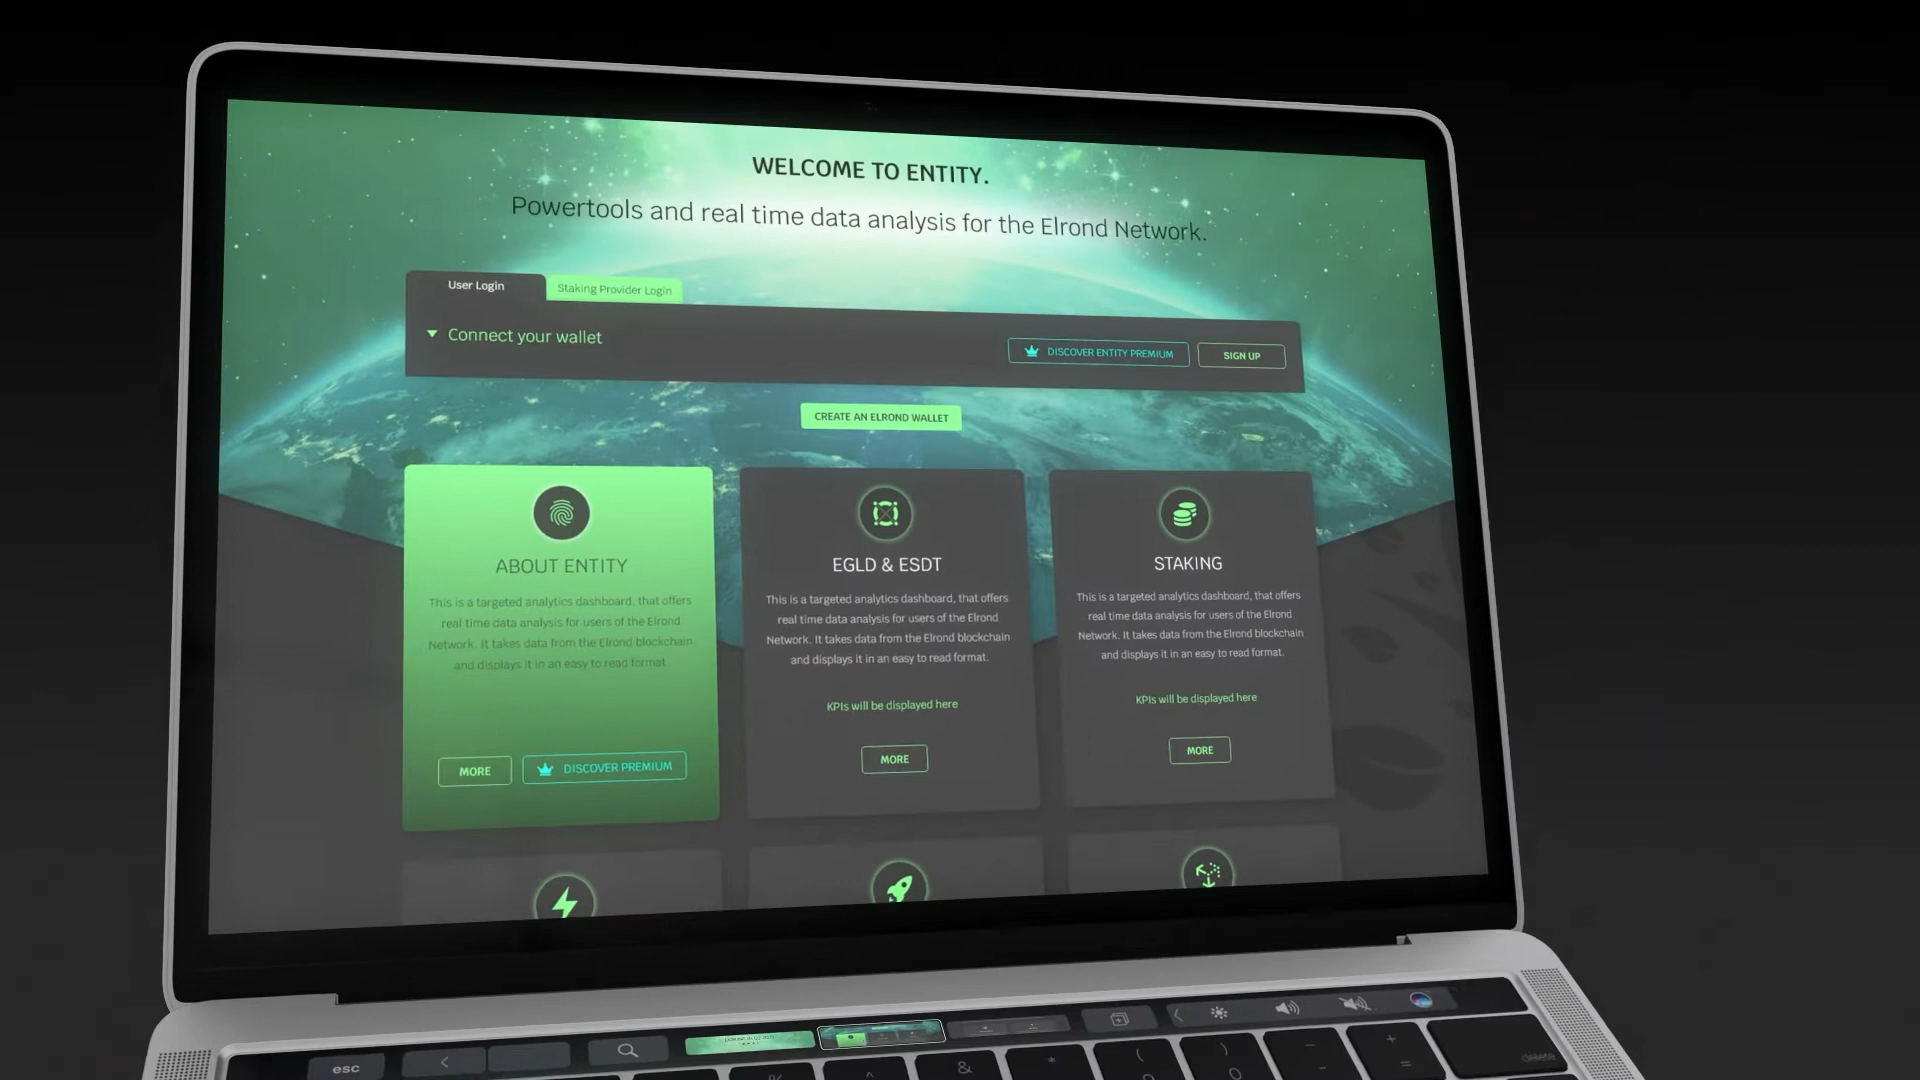 WELCOME TO ENTITY.
Powertools and real time data analysis for the Elrond Network.
User Login
Staking Provider Login
Connect your wallet
DISCOVER ENTITY PREMIUM
SIGN UP
CREATE AN ELROND WALLET
ABOUT ENTITY
This is a targeted analytics dashboard, that offers
real time data analysis for users of the Elrond
Network. It takes data from the Elrond blockchain
and displays it in an easy to read format.
MORE
DISCOVER PREMIUM
EGLD & ESDT
This is a targeted analytics dashboard, that offers
real time data analysis for users of the Elrond
Network. It takes data from the Elrond blockchain
and displays it in an easy to read format.
KPIs will be displayed here
MORE
STAKING
This is a targeted analytics dashboard, that offers
real time data analysis for users of the Elrond
Network. It takes data from the Elrond blockchain
and displays it in an easy to read format.
KPIs will be displayed here
MORE
esc
delete